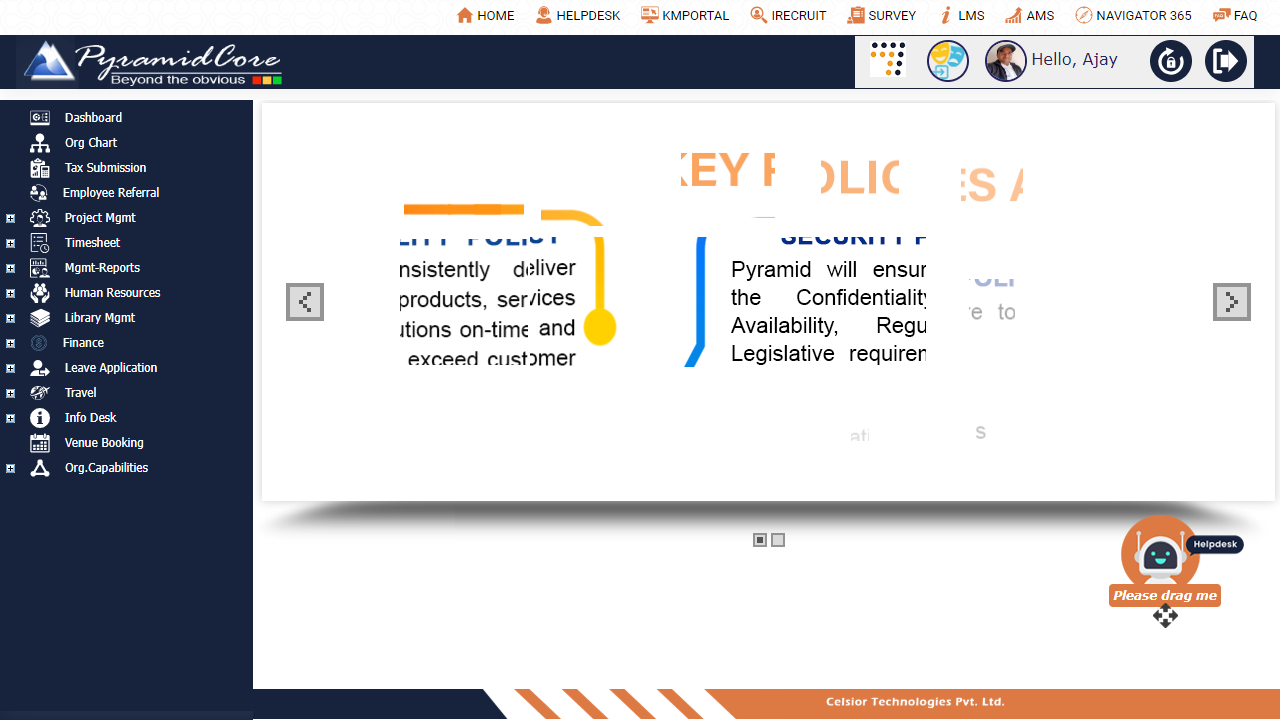 HOME HELPDESK KMPORTAL IRECRUIT SURVEY LMS AMS NAVIGATOR 365 FAQ
PyramidCore
Beyond the obvious
Hello, Ajay
Dashboard
Org Chart
Tax Submission
Employee Referral
Project Mgmt
Timesheet
Mgmt-Reports
Human Resources
Library Mgmt
Finance
Leave Application
Travel
Info Desk
Venue Booking
Org.Capabilities
KEY P OLIC ES A
LITY POLICY
nsistently deliver
products, services
utions on-time and
exceed customer
SECURITY P
Pyramid will ensur
the Confidentiality
Availability, Regu
Legislative requirem
re to
s
Helpdesk
Please drag me
Celsior Technologies Pvt. Ltd.